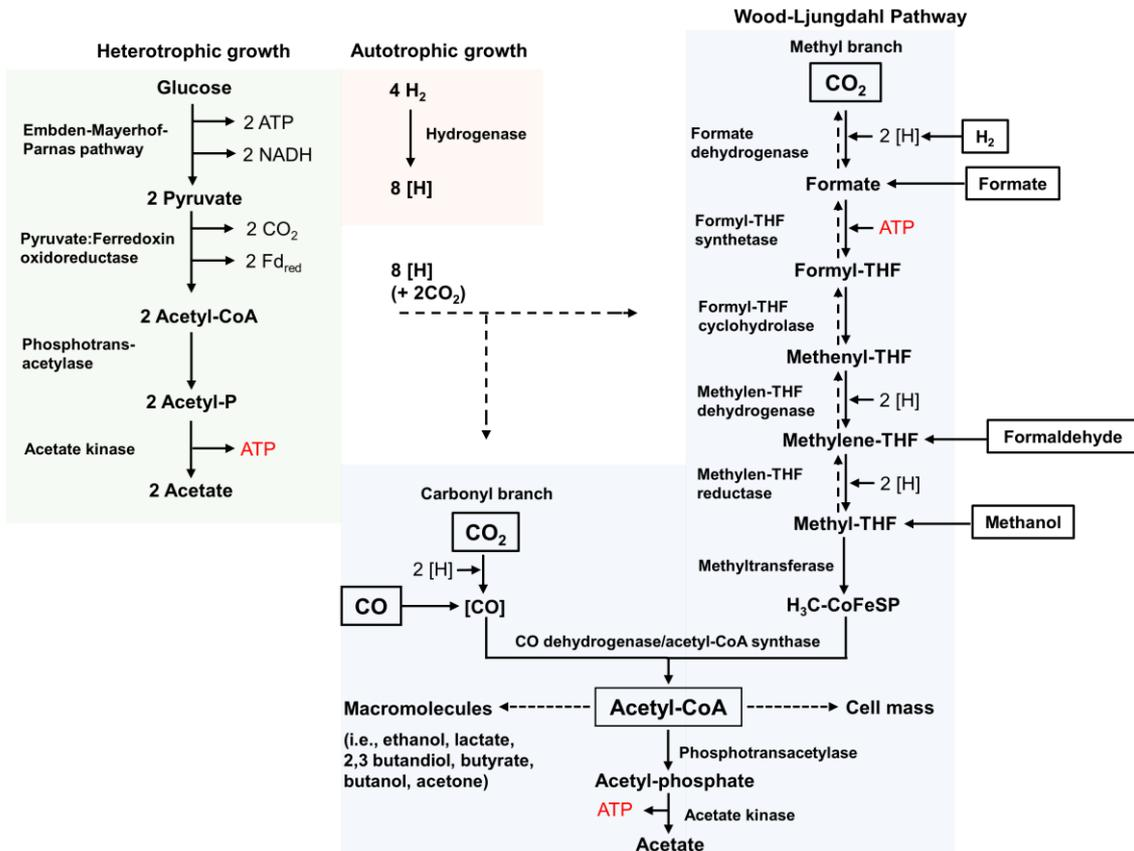 Wood-Ljungdahl Pathway
Heterotrophic growth
Glucose
Embden-Mayerhof-
Parnas pathway
2 ATP
2 NADH
2 Pyruvate
Pyruvate:Ferredoxin
oxidoreductase
2 CO₂
2 Fd_red
2 Acetyl-CoA
Phosphotrans-
acetylase
2 Acetyl-P
Acetate kinase
ATP
2 Acetate
Autotrophic growth
4 H₂
Hydrogenase
8 [H]
8 [H]
(+ 2CO₂)
Methyl branch
CO₂
Formate
dehydrogenase
2 [H]
H₂
Formate
Formate
Formyl-THF
synthetase
ATP
Formyl-THF
Formyl-THF
cyclohydrolase
Methenyl-THF
Methylen-THF
dehydrogenase
2 [H]
Methylene-THF
Formaldehyde
Methylen-THF
reductase
2 [H]
Methyl-THF
Methanol
Methyltransferase
H₃C-CoFeSP
Carbonyl branch
CO₂
2 [H]
CO
[CO]
CO dehydrogenase/acetyl-CoA synthase
Macromolecules
Acetyl-CoA
Cell mass
(i.e., ethanol, lactate,
2,3 butandiol, butyrate,
butanol, acetone)
Phosphotransacetylase
Acetyl-phosphate
ATP
Acetate kinase
Acetate